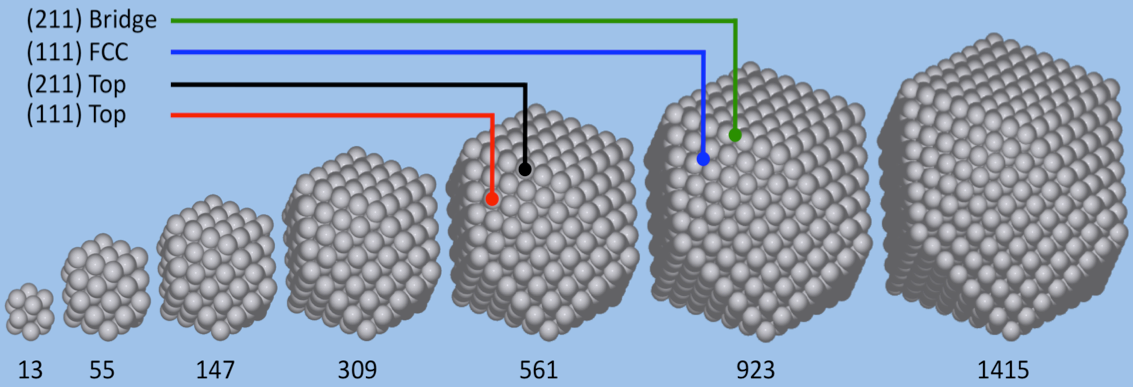 (211) Bridge
(111) FCC
(211) Top
(111) Top
13 55 147 309 561 923 1415